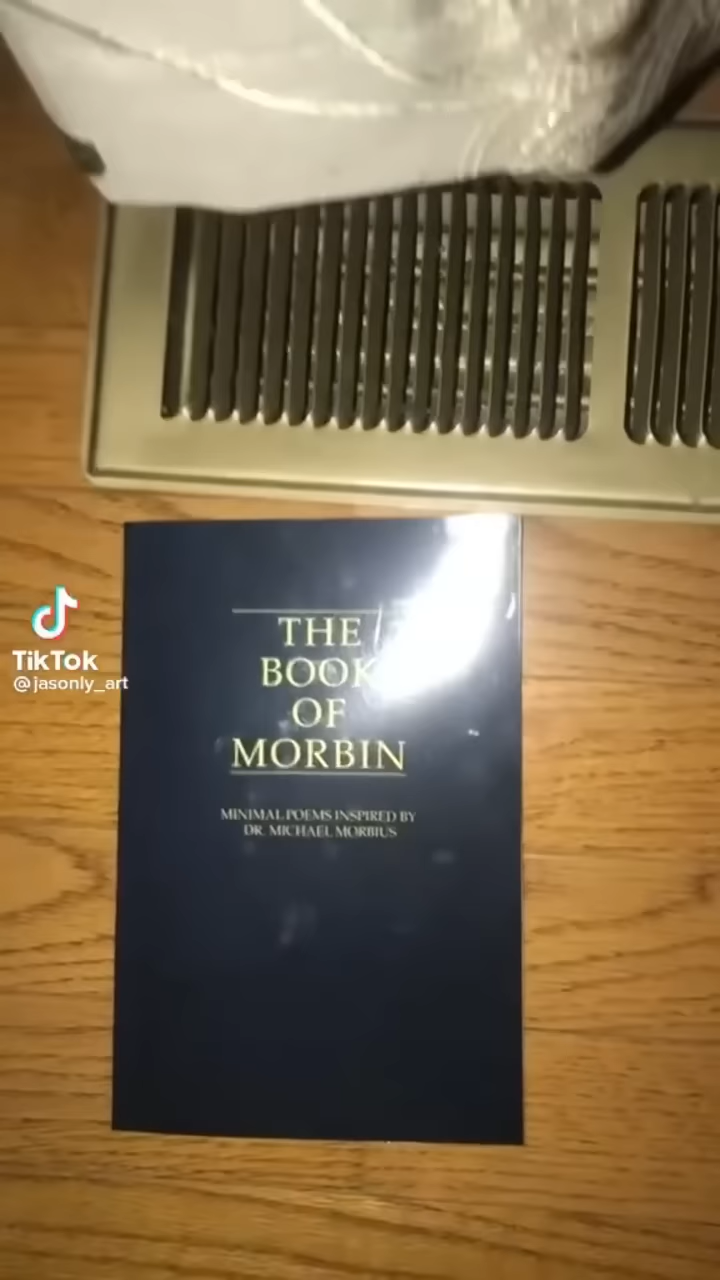 THE
BOOK
OF
MORBIN
MINIMAL POEMS INSPIRED BY
DR. MICHAEL MORBIUS
TikTok
@jasonly_art